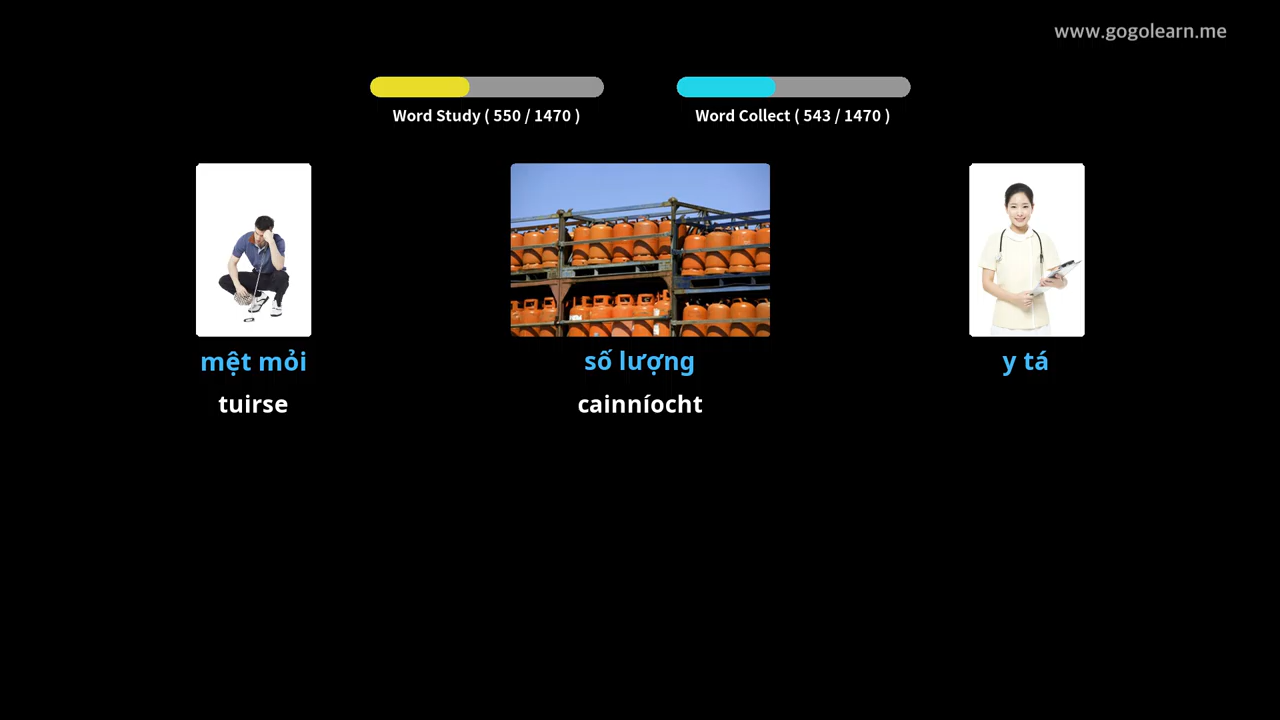 www.gogolearn.me
Word Study ( 550 / 1470 )
Word Collect ( 543 / 1470 )
mệt mỏi
số lượng
y tá
tuirse
cainníocht